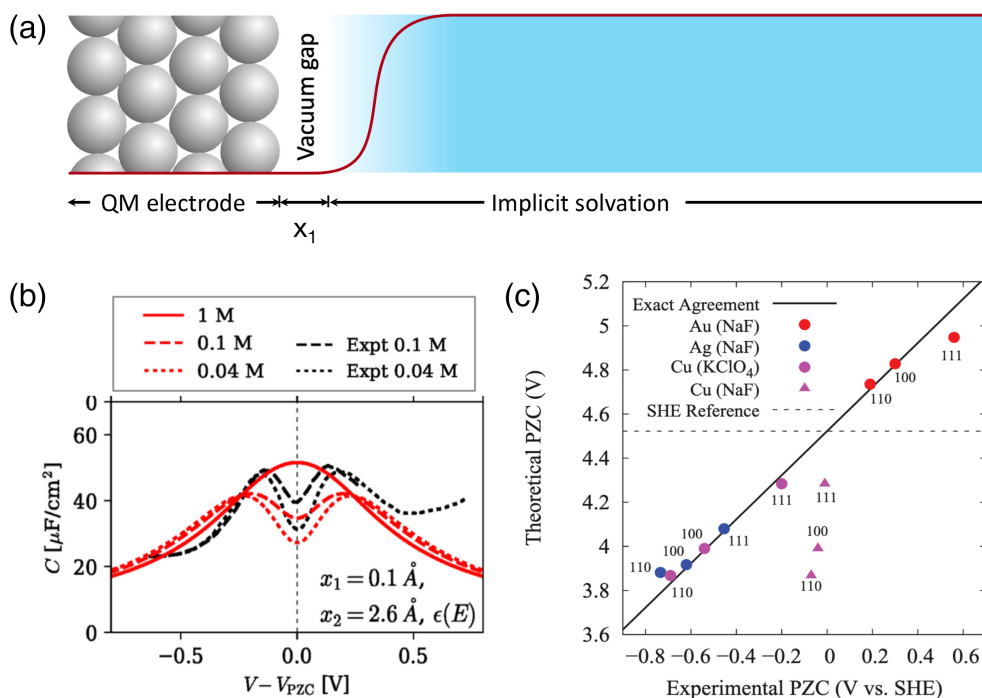 (a)
Vacuum gap
QM electrode
x₁
Implicit solvation
(b)
1 M
0.1 M
0.04 M
Expt 0.1 M
Expt 0.04 M
C [μF/cm²]
0
60
40
20
0
x₁ = 0.1 Å,
x₂ = 2.6 Å, ϵ(E)
−0.5
0.0
0.5
V − V_PZC [V]
(c)
Theoretical PZC (V)
5.2
5
4.8
4.6
4.4
4.2
4
3.8
3.6
Exact Agreement
Au (NaF)
Ag (NaF)
Cu (KClO₄)
Cu (NaF)
SHE Reference
111
100
110
111
111
100
100
111
110
110
110
−0.8
−0.6
−0.4
−0.2
0
0.2
0.4
0.6
Experimental PZC (V vs. SHE)